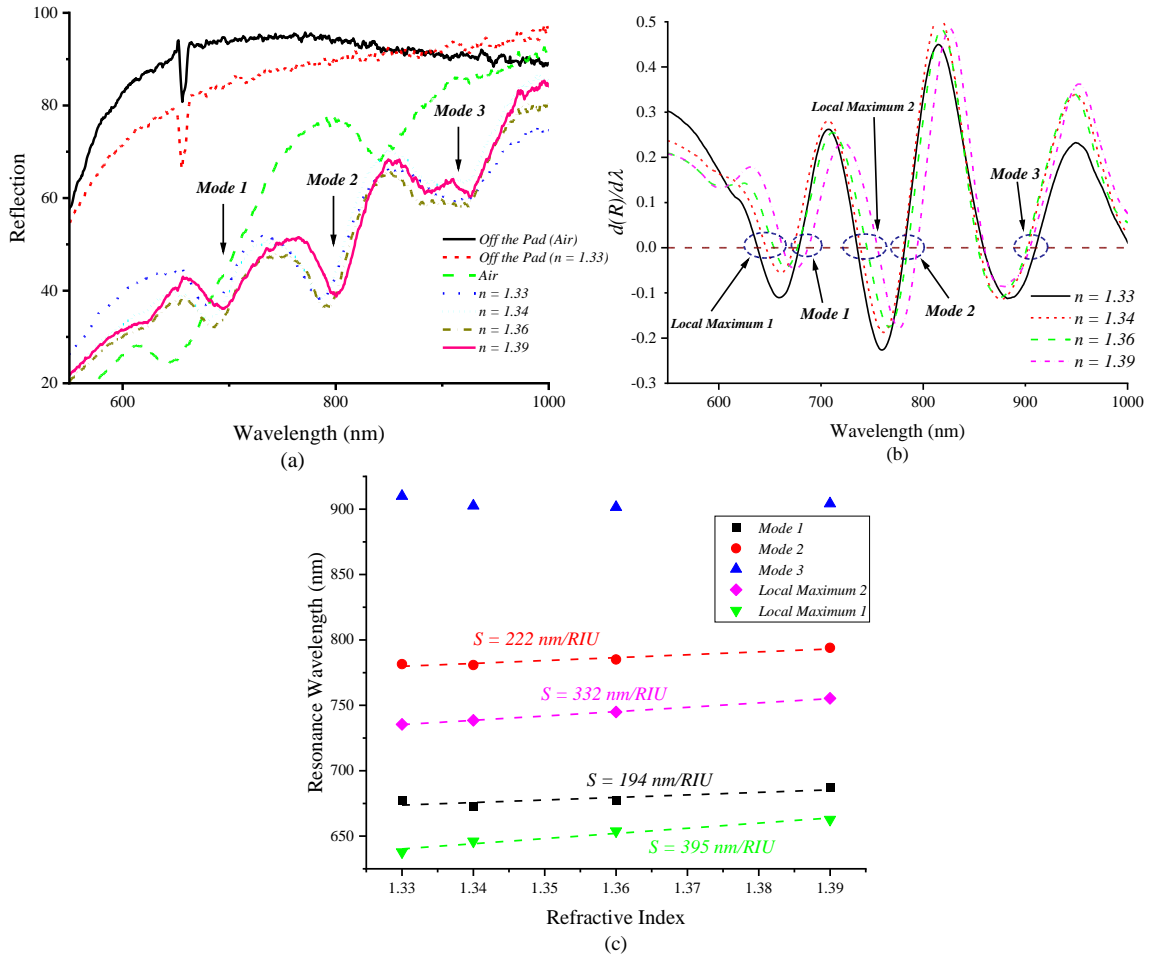 100
80
60
40
20
Reflection
Mode 1
Mode 2
Mode 3
Off the Pad (Air)
Off the Pad (n = 1.33)
Air
n = 1.33
n = 1.34
n = 1.36
n = 1.39
600
800
1000
Wavelength (nm)
(a)
0.5
0.4
0.3
0.2
0.1
0.0
-0.1
-0.2
-0.3
d(R)/dλ
Local Maximum 2
Mode 3
Local Maximum 1
Mode 1
Mode 2
n = 1.33
n = 1.34
n = 1.36
n = 1.39
600
700
800
900
1000
Wavelength (nm)
(b)
900
850
800
750
700
650
Resonance Wavelength (nm)
Mode 1
Mode 2
Mode 3
Local Maximum 2
Local Maximum 1
S = 222 nm/RIU
S = 332 nm/RIU
S = 194 nm/RIU
S = 395 nm/RIU
1.33
1.34
1.35
1.36
1.37
1.38
1.39
Refractive Index
(c)